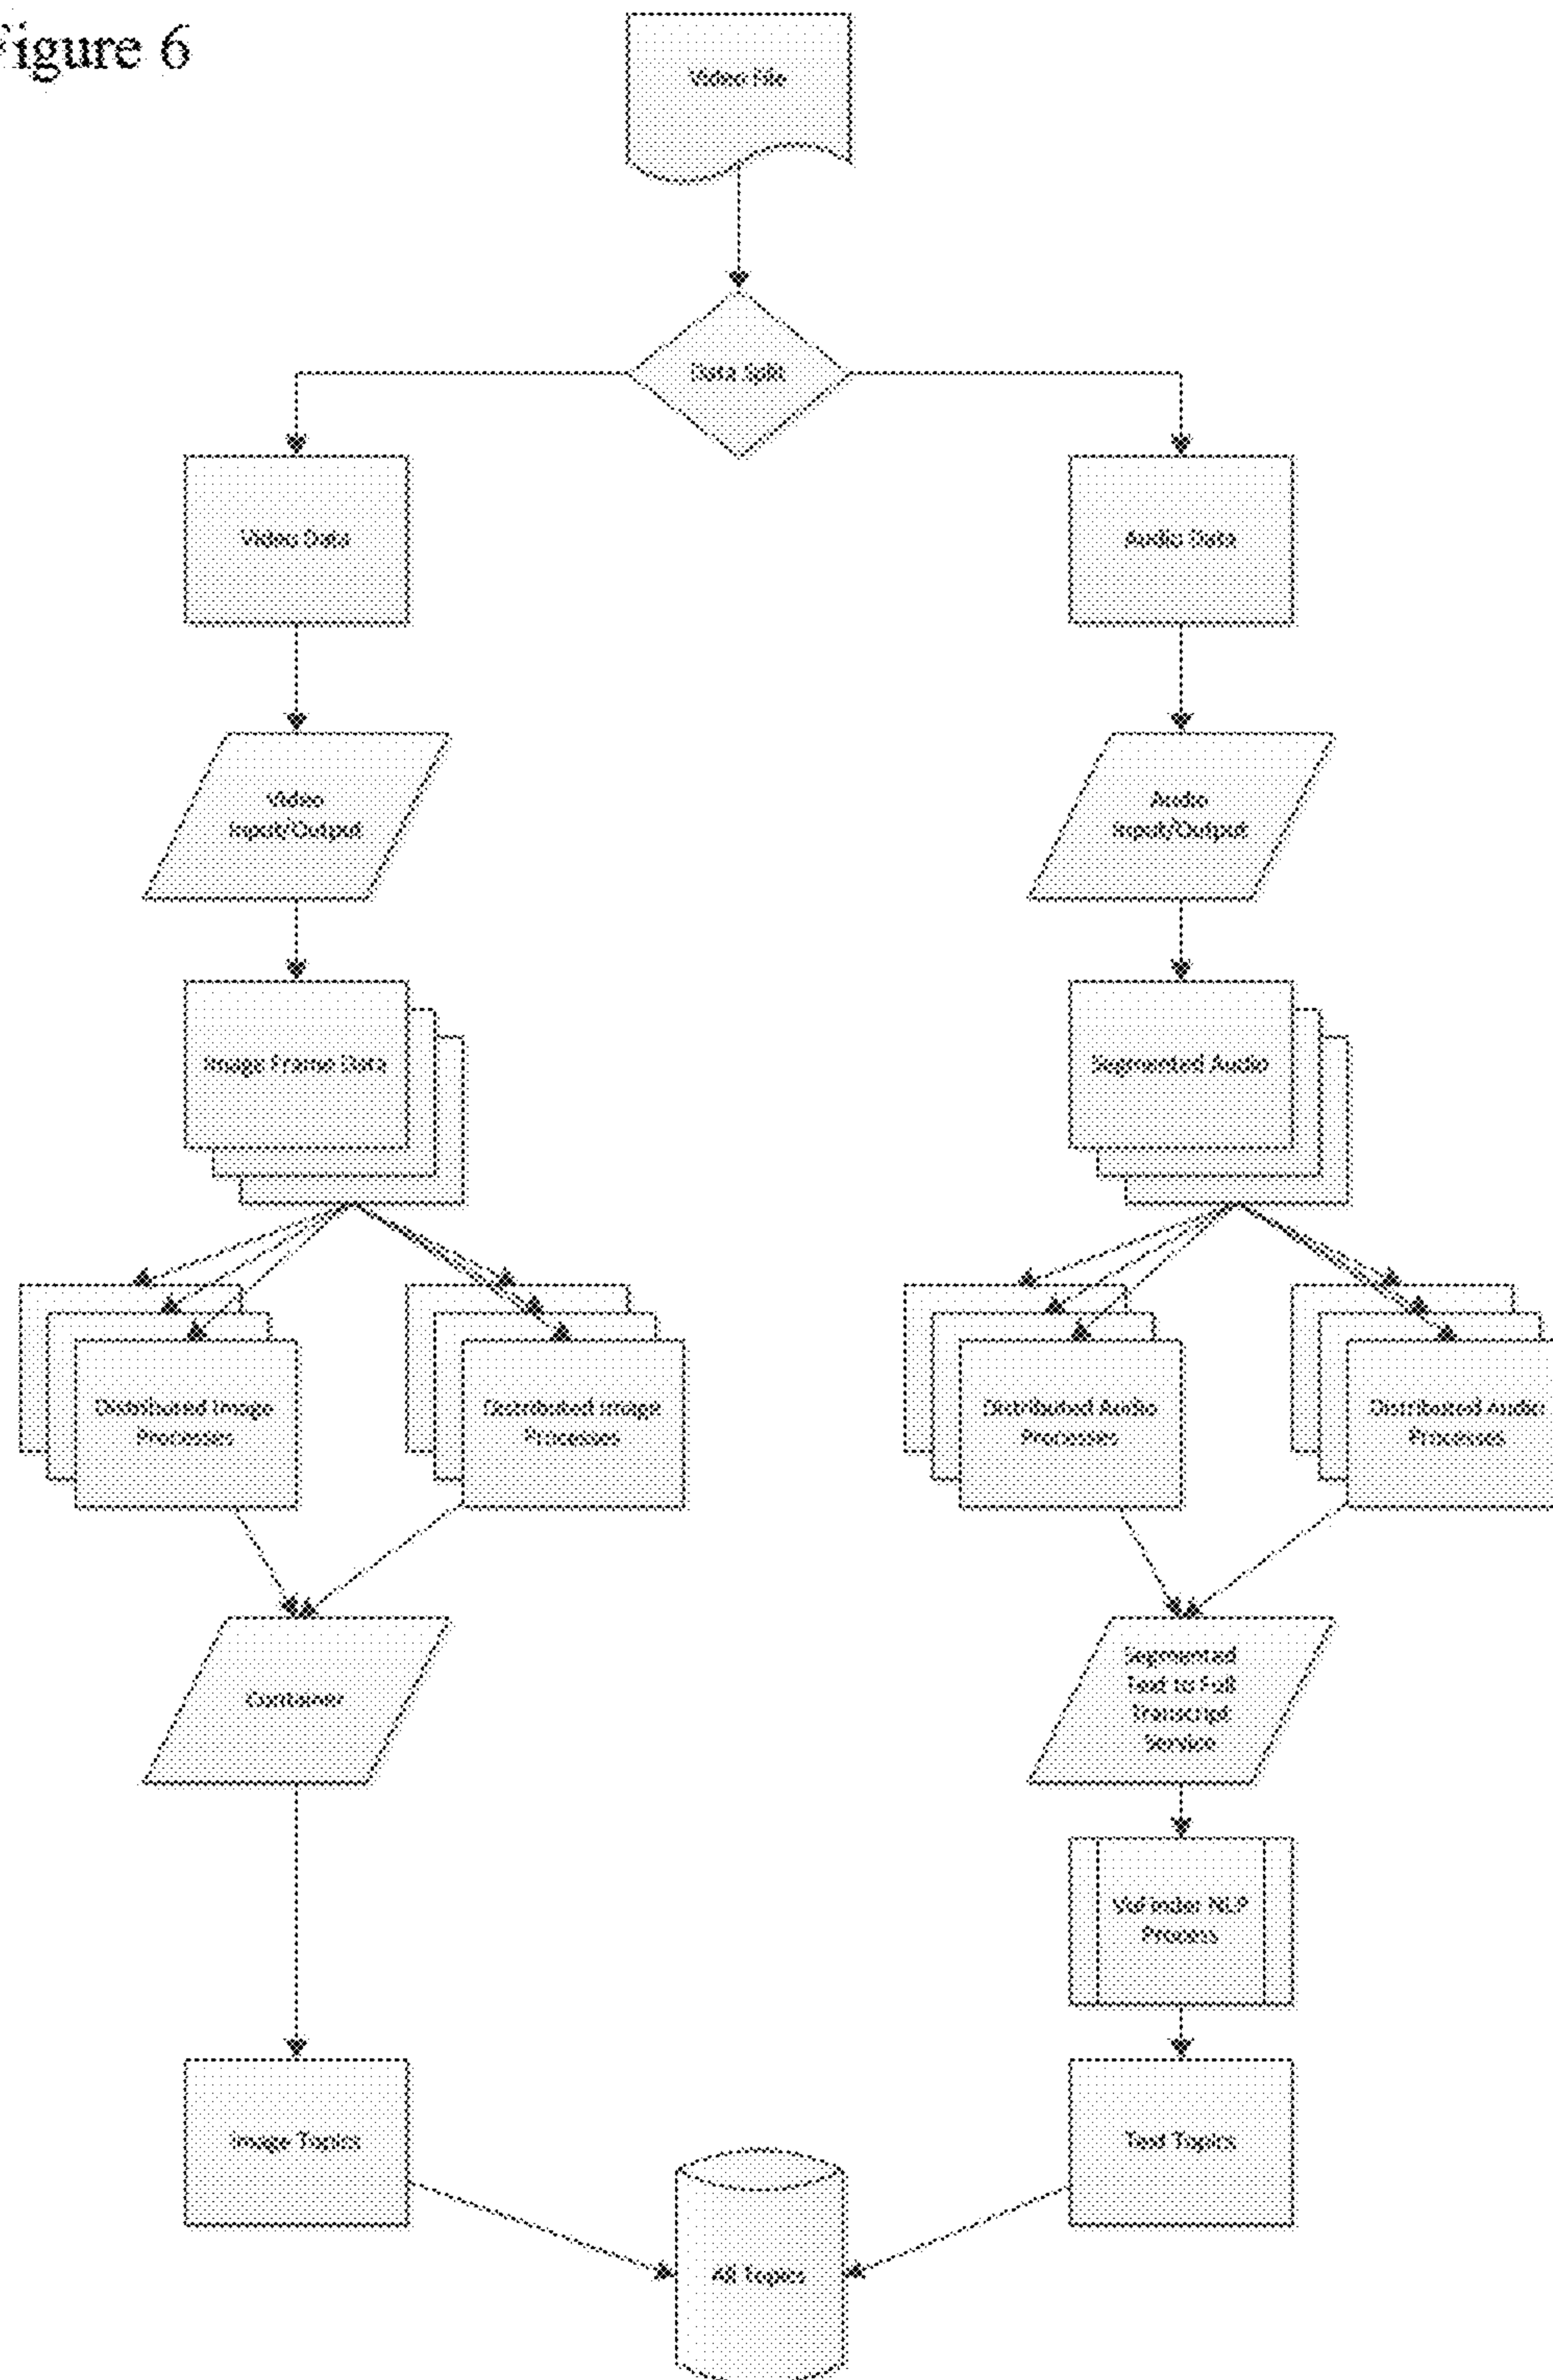 Figure 6
Video File
Data Split
Video Data
Audio Data
Video
Input/Output
Audio
Input/Output
Image Frame Data
Segmented Audio
Distributed Image
Processes
Distributed Image
Processes
Distributed Audio
Processes
Distributed Audio
Processes
Container
Segmented
Text to Full
Transcript
Service
NLP
Process
Image Topics
Text Topics
All Topics